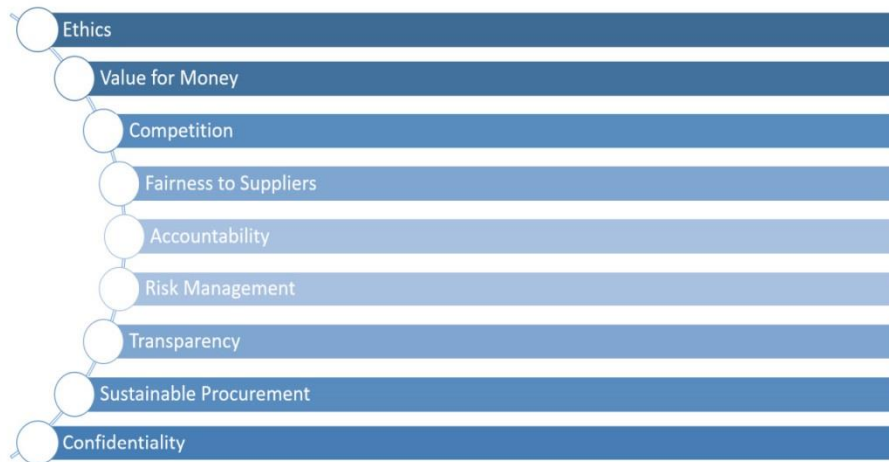 Ethics
Value for Money
Competition
Fairness to Suppliers
Accountability
Risk Management
Transparency
Sustainable Procurement
Confidentiality